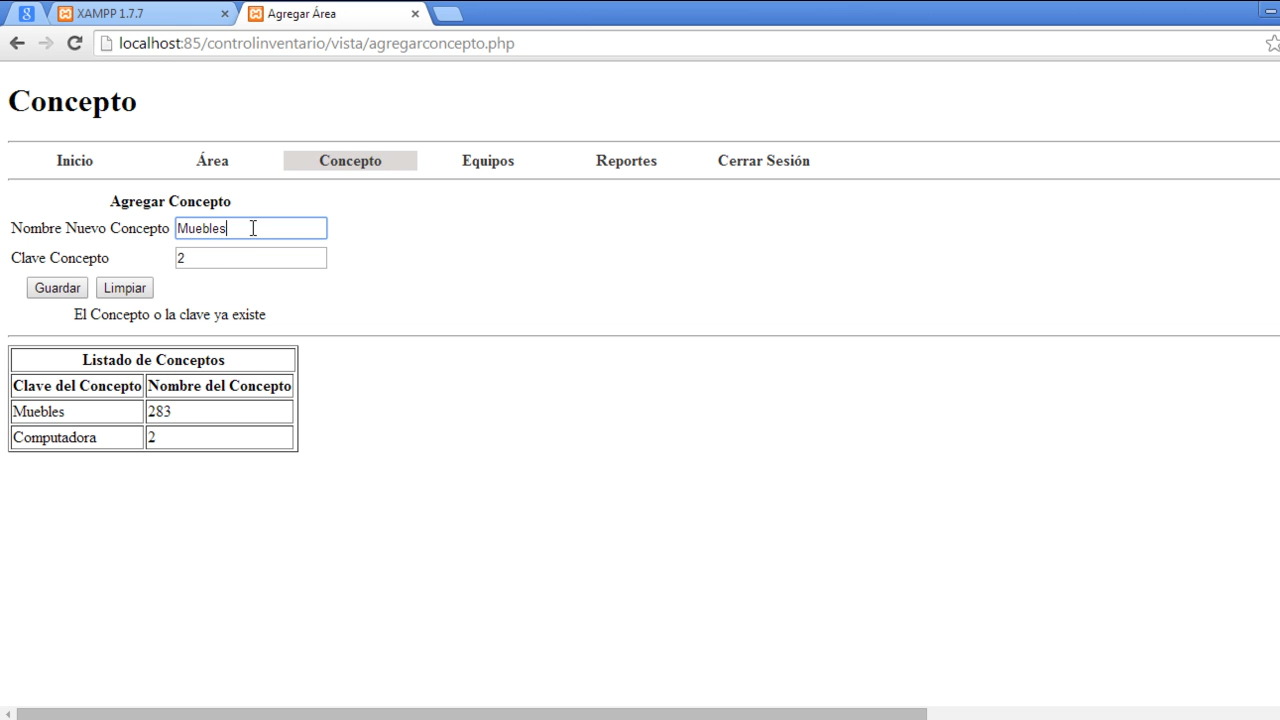 XAMPP 1.7.7
Agregar Área
localhost:85/controlinventario/vista/agregarconcepto.php
Concepto
Inicio Área Concepto Equipos Reportes Cerrar Sesión
Agregar Concepto
Nombre Nuevo Concepto Muebles
Clave Concepto 2
Guardar Limpiar
El Concepto o la clave ya existe
Listado de Conceptos
Clave del Concepto Nombre del Concepto
Muebles 283
Computadora 2